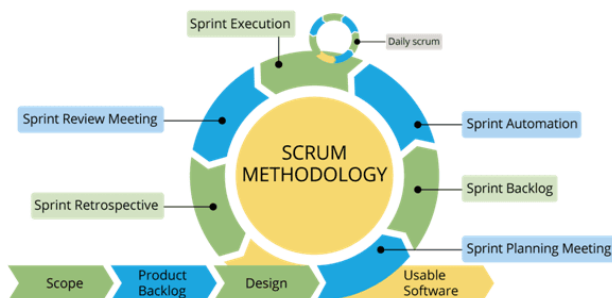 Sprint Execution
Daily scrum
Sprint Review Meeting
Sprint Automation
SCRUM
METHODOLOGY
Sprint Retrospective
Sprint Backlog
Sprint Planning Meeting
Scope
Product
Backlog
Design
Usable
Software